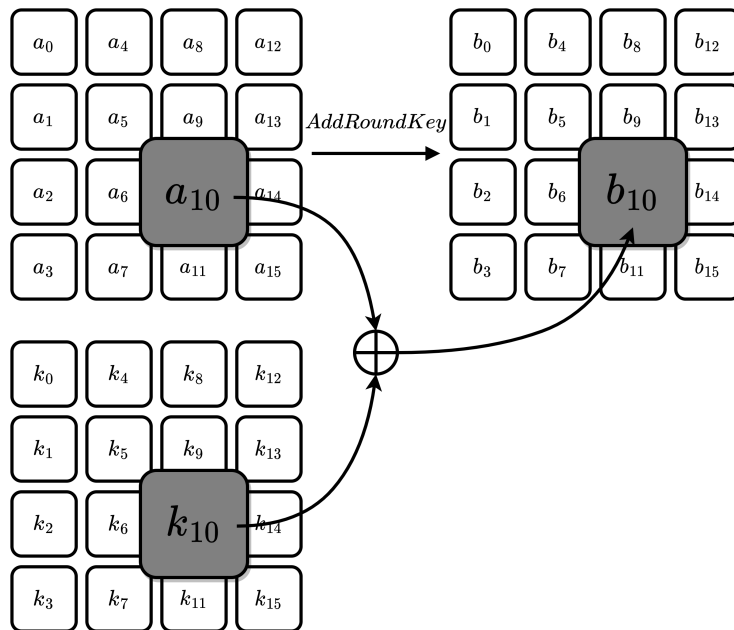 a0 a4 a8 a12
a1 a5 a9 a13
a2 a6 a10 a14
a3 a7 a11 a15
AddRoundKey
b0 b4 b8 b12
b1 b5 b9 b13
b2 b6 b10 b14
b3 b7 b11 b15
k0 k4 k8 k12
k1 k5 k9 k13
k2 k6 k10 k14
k3 k7 k11 k15